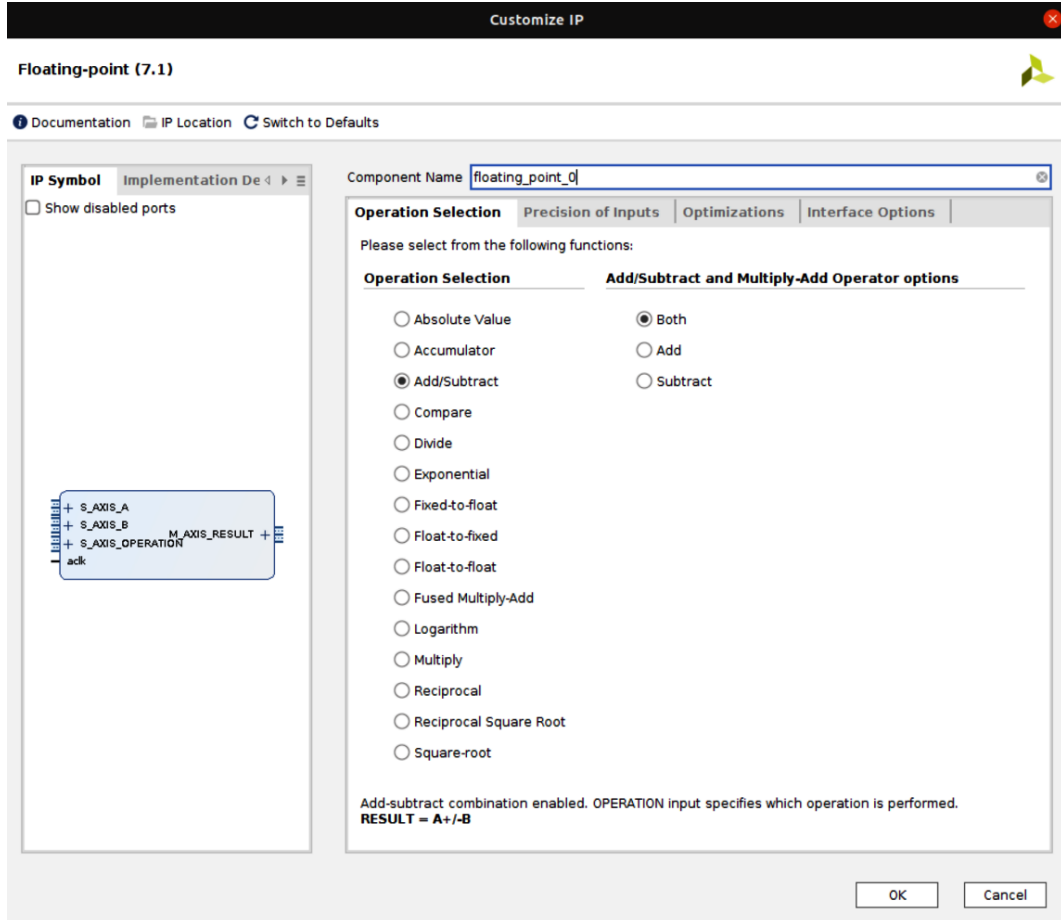 Customize IP
Floating-point (7.1)
Documentation IP Location Switch to Defaults
IP Symbol Implementation De
Show disabled ports
S_AXIS_A
S_AXIS_B
S_AXIS_OPERATION
aclk
M_AXIS_RESULT
Component Name floating_point_0
Operation Selection Precision of Inputs Optimizations Interface Options
Please select from the following functions:
Operation Selection Add/Subtract and Multiply-Add Operator options
Absolute Value Both
Accumulator Add
Add/Subtract Subtract
Compare
Divide
Exponential
Fixed-to-float
Float-to-fixed
Float-to-float
Fused Multiply-Add
Logarithm
Multiply
Reciprocal
Reciprocal Square Root
Square-root
Add-subtract combination enabled. OPERATION input specifies which operation is performed.
RESULT = A+/-B
OK Cancel